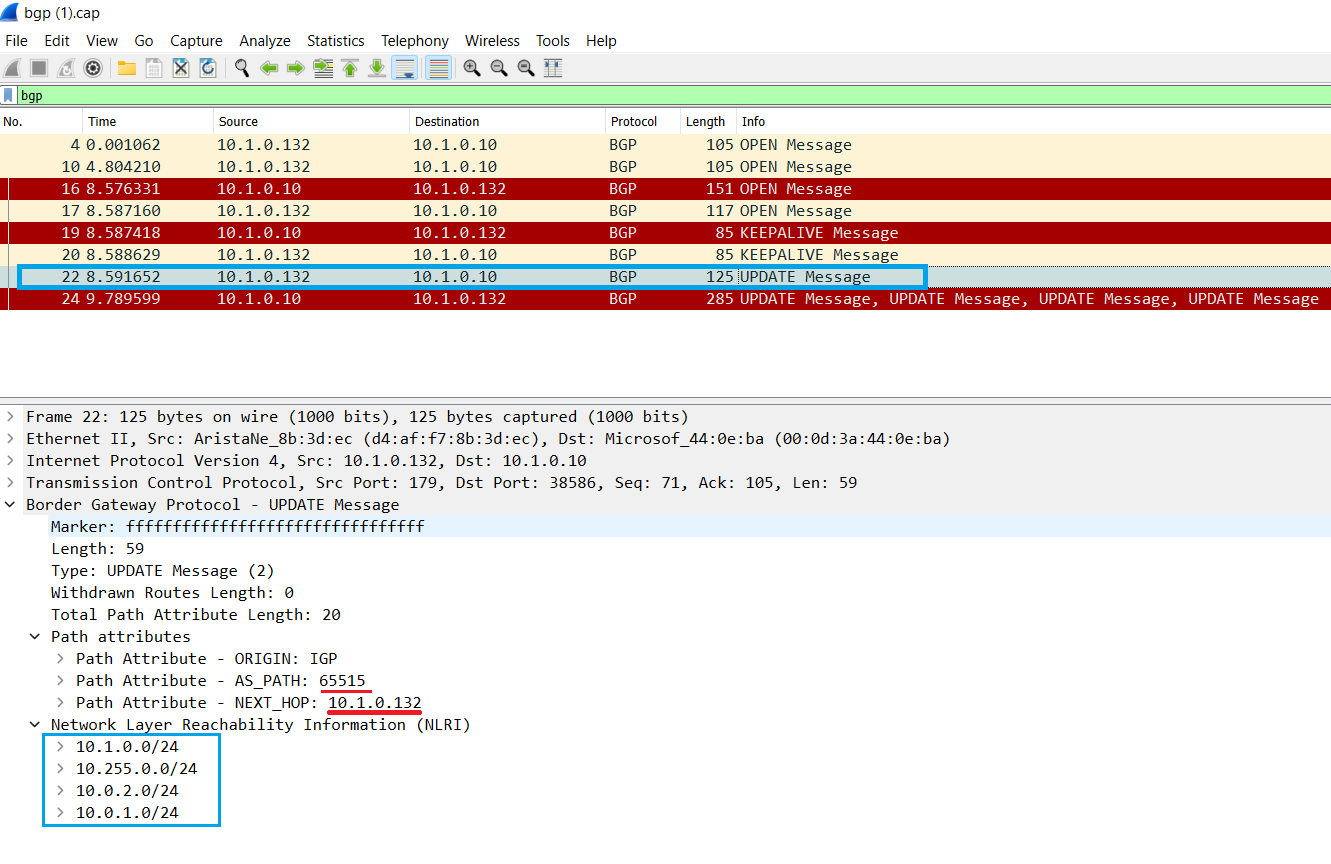 bgp (1).cap
File Edit View Go Capture Analyze Statistics Telephony Wireless Tools Help
bgp
No. Time Source Destination Protocol Length Info
4 0.001062 10.1.0.132 10.1.0.10 BGP 105 OPEN Message
10 4.804210 10.1.0.132 10.1.0.10 BGP 105 OPEN Message
16 8.576331 10.1.0.10 10.1.0.132 BGP 151 OPEN Message
17 8.587160 10.1.0.132 10.1.0.10 BGP 117 OPEN Message
19 8.587418 10.1.0.10 10.1.0.132 BGP 85 KEEPALIVE Message
20 8.588629 10.1.0.132 10.1.0.10 BGP 85 KEEPALIVE Message
22 8.591652 10.1.0.132 10.1.0.10 BGP 125 UPDATE Message
24 9.789599 10.1.0.10 10.1.0.132 BGP 285 UPDATE Message, UPDATE Message, UPDATE Message, UPDATE Message
Frame 22: 125 bytes on wire (1000 bits), 125 bytes captured (1000 bits)
Ethernet II, Src: AristaNe_8b:3d:ec (d4:af:f7:8b:3d:ec), Dst: Microsof_44:0e:ba (00:0d:3a:44:0e:ba)
Internet Protocol Version 4, Src: 10.1.0.132, Dst: 10.1.0.10
Transmission Control Protocol, Src Port: 179, Dst Port: 38586, Seq: 71, Ack: 105, Len: 59
Border Gateway Protocol - UPDATE Message
Marker: ffffffffffffffffffffffffffffffff
Length: 59
Type: UPDATE Message (2)
Withdrawn Routes Length: 0
Total Path Attribute Length: 20
Path attributes
Path Attribute - ORIGIN: IGP
Path Attribute - AS_PATH: 65515
Path Attribute - NEXT_HOP: 10.1.0.132
Network Layer Reachability Information (NLRI)
10.1.0.0/24
10.255.0.0/24
10.0.2.0/24
10.0.1.0/24